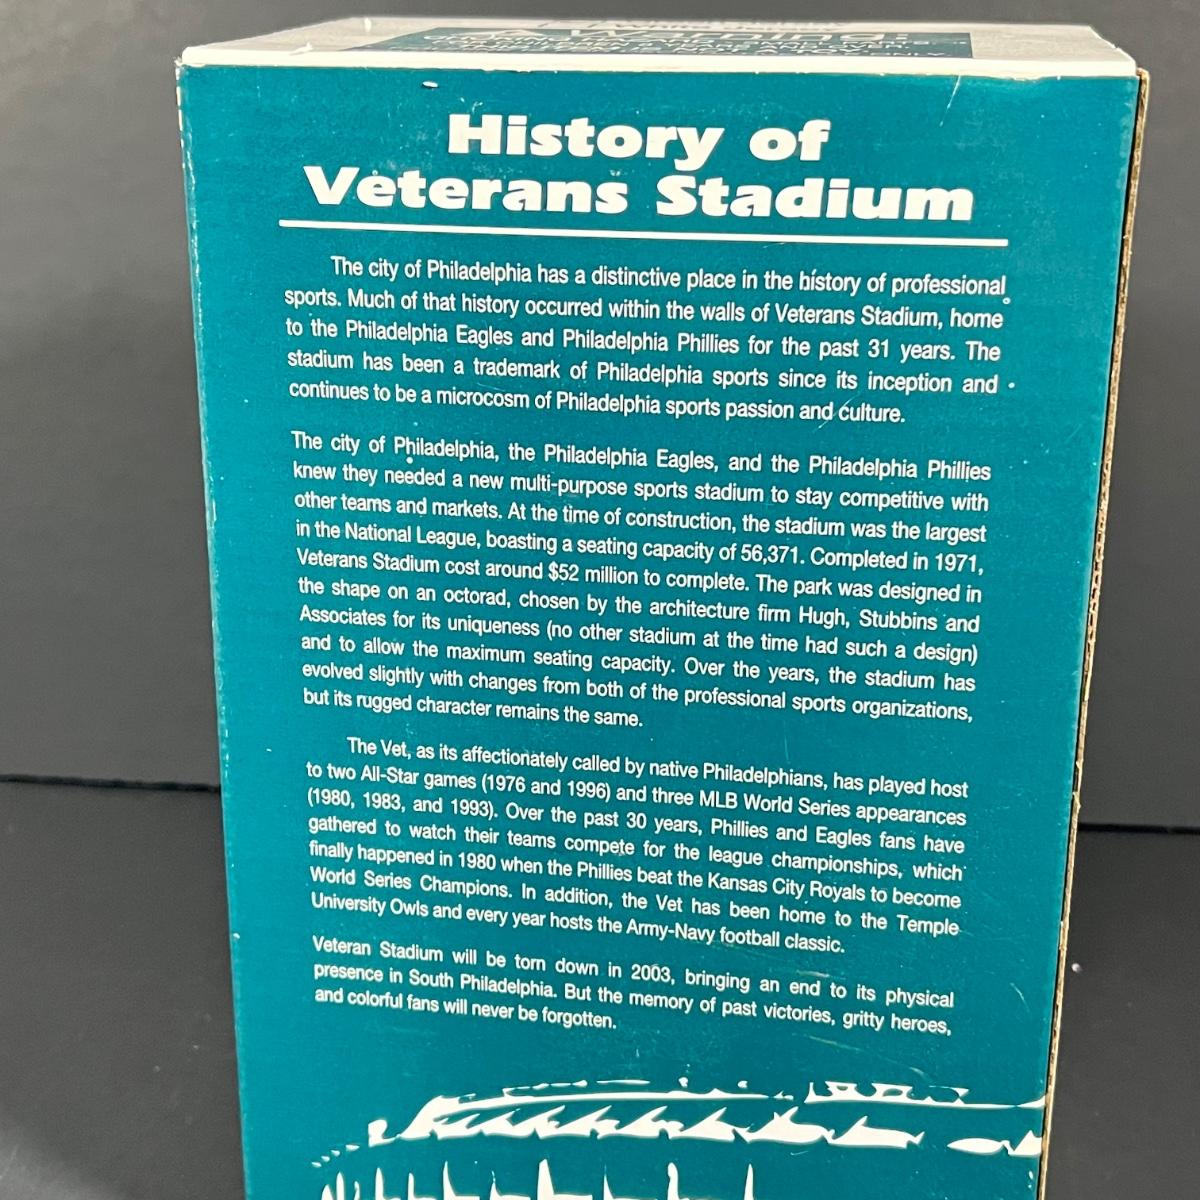 Warning:
History of
Veterans Stadium
The city of Philadelphia has a distinctive place in the history of professional
sports. Much of that history occurred within the walls of Veterans Stadium, home
to the Philadelphia Eagles and Philadelphia Phillies for the past 31 years. The
stadium has been a trademark of Philadelphia sports since its inception and
continues to be a microcosm of Philadelphia sports passion and culture.
The city of Philadelphia, the Philadelphia Eagles, and the Philadelphia Phillies
knew they needed a new multi-purpose sports stadium to stay competitive with
other teams and markets. At the time of construction, the stadium was the largest
in the National League, boasting a seating capacity of 56,371. Completed in 1971,
Veterans Stadium cost around $52 million to complete. The park was designed in
the shape on an octorad, chosen by the architecture firm Hugh, Stubbins and
Associates for its uniqueness (no other stadium at the time had such a design)
and to allow the maximum seating capacity. Over the years, the stadium has
evolved slightly with changes from both of the professional sports organizations,
but its rugged character remains the same.
The Vet, as its affectionately called by native Philadelphians, has played host
to two All-Star games (1976 and 1996) and three MLB World Series appearances
(1980, 1983, and 1993). Over the past 30 years, Phillies and Eagles fans have
gathered to watch their teams compete for the league championships, which
finally happened in 1980 when the Phillies beat the Kansas City Royals to become
World Series Champions. In addition, the Vet has been home to the Temple
University Owls and every year hosts the Army-Navy football classic.
Veteran Stadium will be torn down in 2003, bringing an end to its physical
presence in South Philadelphia. But the memory of past victories, gritty heroes,
and colorful fans will never be forgotten.